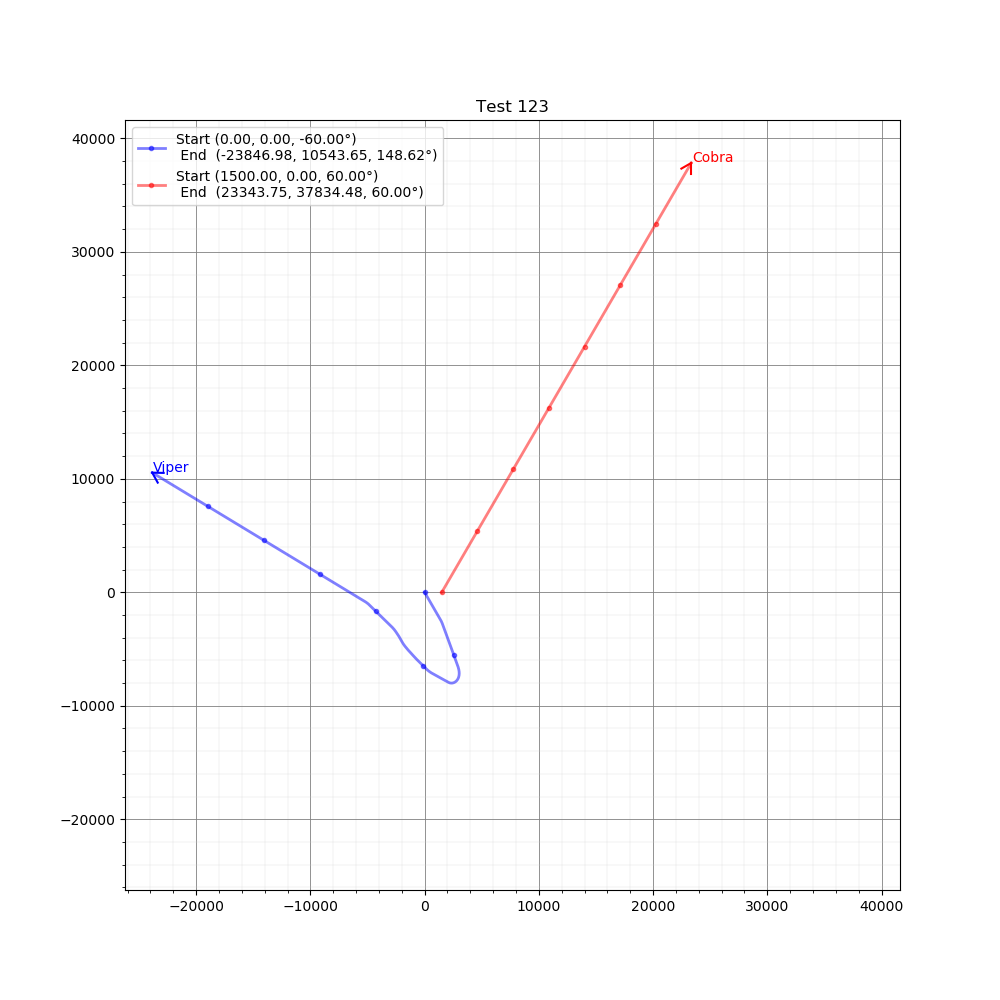 Test 123
Start (0.00, 0.00, -60.00°)
End (-23846.98, 10543.65, 148.62°)
Start (1500.00, 0.00, 60.00°)
End (23343.75, 37834.48, 60.00°)
Cobra
Viper
40000
30000
20000
10000
0
−10000
−20000
−20000 −10000 0 10000 20000 30000 40000